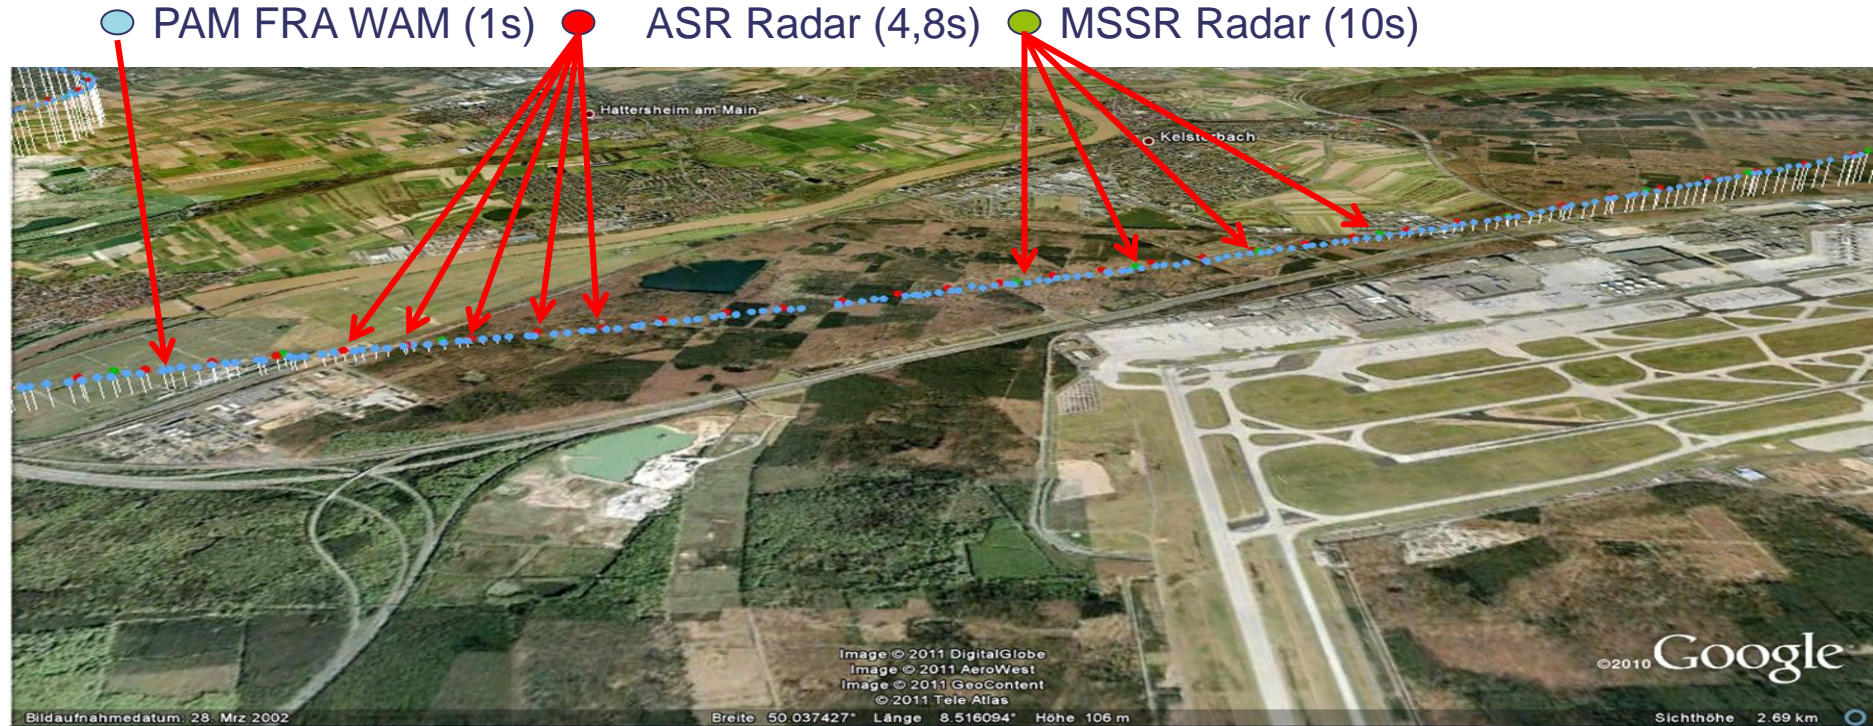 PAM FRA WAM (1s) ASR Radar (4,8s) MSSR Radar (10s)
Hattersheim am Main
Kelsterbach
Image © 2011 DigitalGlobe
Image © 2011 AeroWest
Image © 2011 GeoContent
© 2011 Tele Atlas
©2010 Google
Bildaufnahmedatum: 28. Mrz 2002 Breite 50.037427° Länge 8.516094° Höhe 106 m Sichthöhe 2.69 km